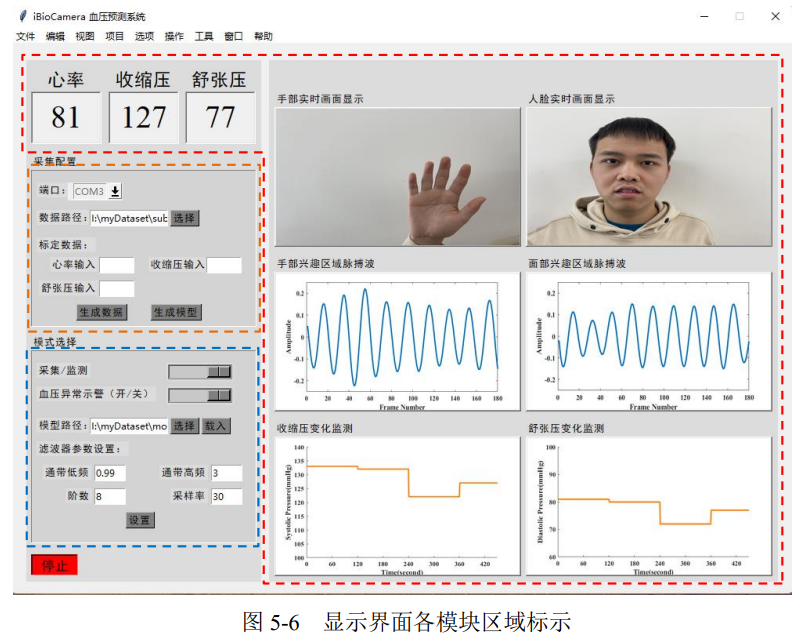 iBioCamera 血压预测系统
文件 编辑 视图 项目 选项 操作 工具 窗口 帮助
心率 收缩压 舒张压
81 127 77
采集配置
端口: COM3
数据路径: I:\myDataset\sub 选择
标定数据:
心率输入 收缩压输入
舒张压输入
生成数据 生成模型
模式选择
采集/监测
血压异常示警（开/关）
模型路径: I:\myDataset\mo 选择 载入
滤波器参数设置:
通带低频 0.99 通带高频 3
阶数 8 采样率 30
设置
停止
手部实时画面显示
人脸实时画面显示
手部兴趣区域脉搏波
0.2
0.1
0
-0.1
-0.2
Amplitude
0 20 40 60 80 100 120 140 160 180
Frame Number
面部兴趣区域脉搏波
0.2
0.1
0
-0.1
-0.2
Amplitude
0 20 40 60 80 100 120 140 160 180
Frame Number
收缩压变化监测
140
135
130
125
120
115
110
105
100
Systolic Pressure(mmHg)
0 60 120 180 240 300 360 420
Time(second)
舒张压变化监测
100
90
80
70
60
Diastolic Pressure(mmHg)
0 60 120 180 240 300 360 420
Time(second)
图 5-6 显示界面各模块区域标示